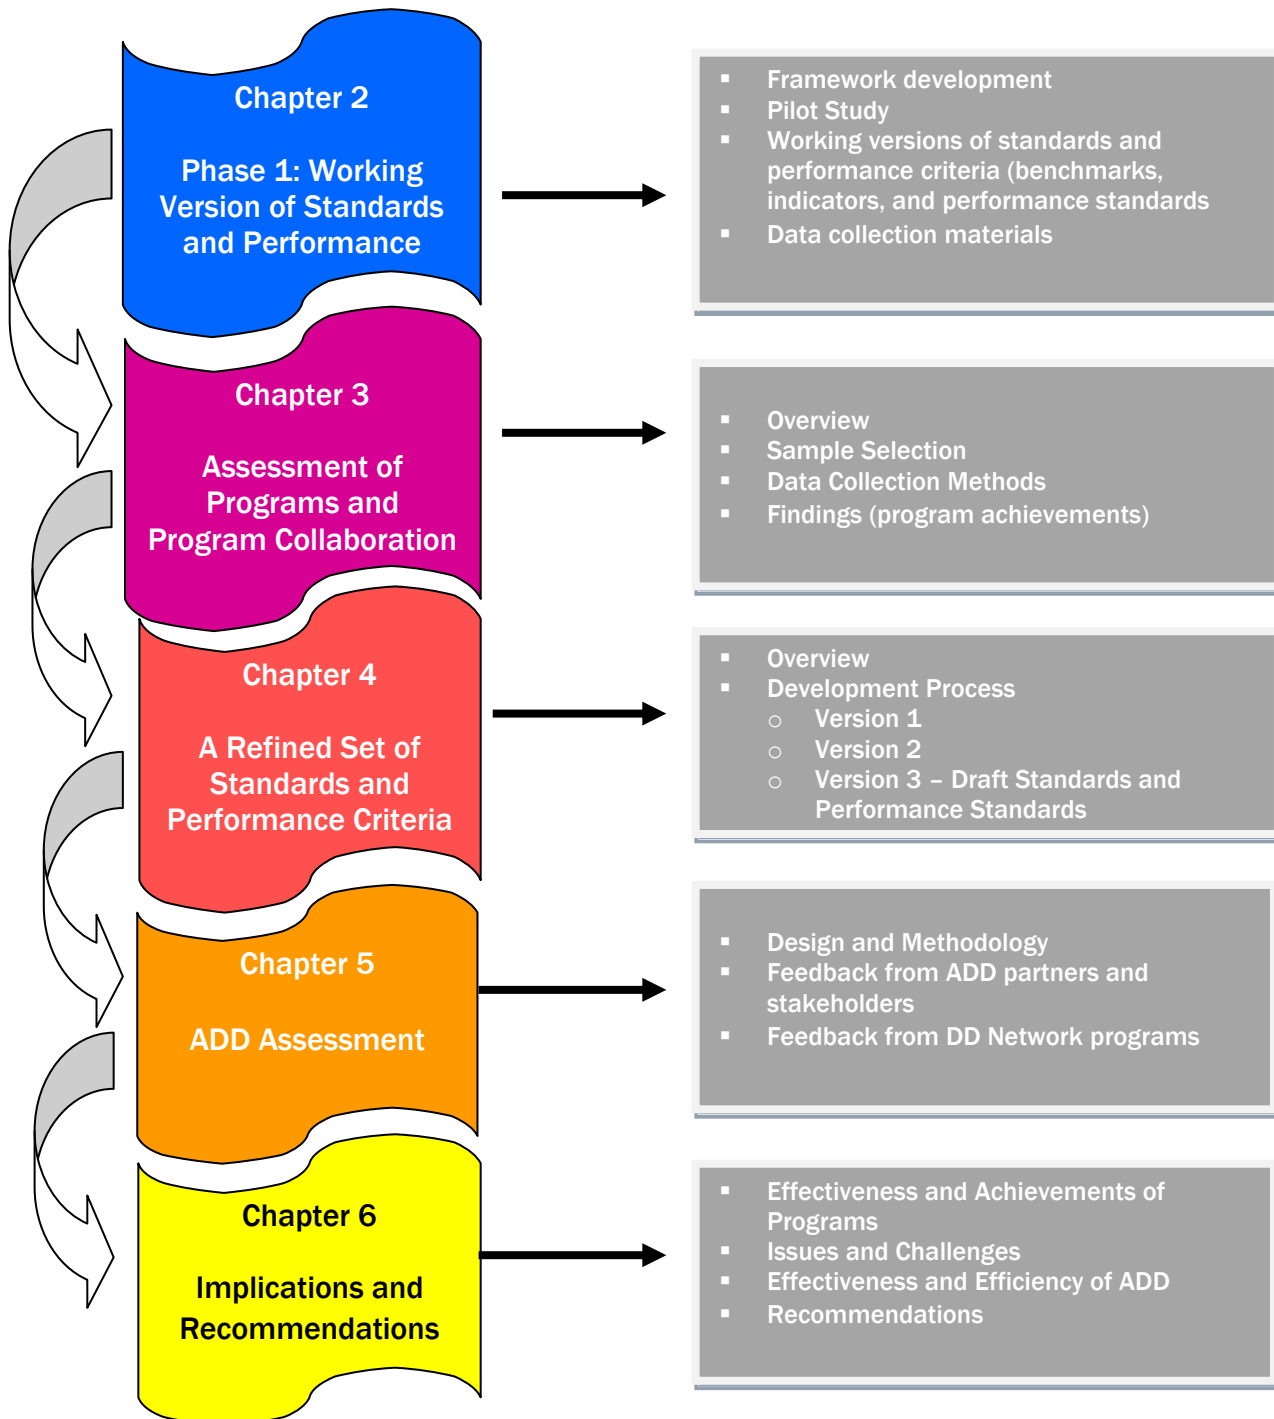 Chapter 2
Phase 1: Working
Version of Standards
and Performance
▪ Framework development
▪ Pilot Study
▪ Working versions of standards and
performance criteria (benchmarks,
indicators, and performance standards
▪ Data collection materials
Chapter 3
Assessment of
Programs and
Program Collaboration
▪ Overview
▪ Sample Selection
▪ Data Collection Methods
▪ Findings (program achievements)
Chapter 4
A Refined Set of
Standards and
Performance Criteria
▪ Overview
▪ Development Process
o Version 1
o Version 2
o Version 3 – Draft Standards and
Performance Standards
Chapter 5
ADD Assessment
▪ Design and Methodology
▪ Feedback from ADD partners and
stakeholders
▪ Feedback from DD Network programs
Chapter 6
Implications and
Recommendations
▪ Effectiveness and Achievements of
Programs
▪ Issues and Challenges
▪ Effectiveness and Efficiency of ADD
▪ Recommendations